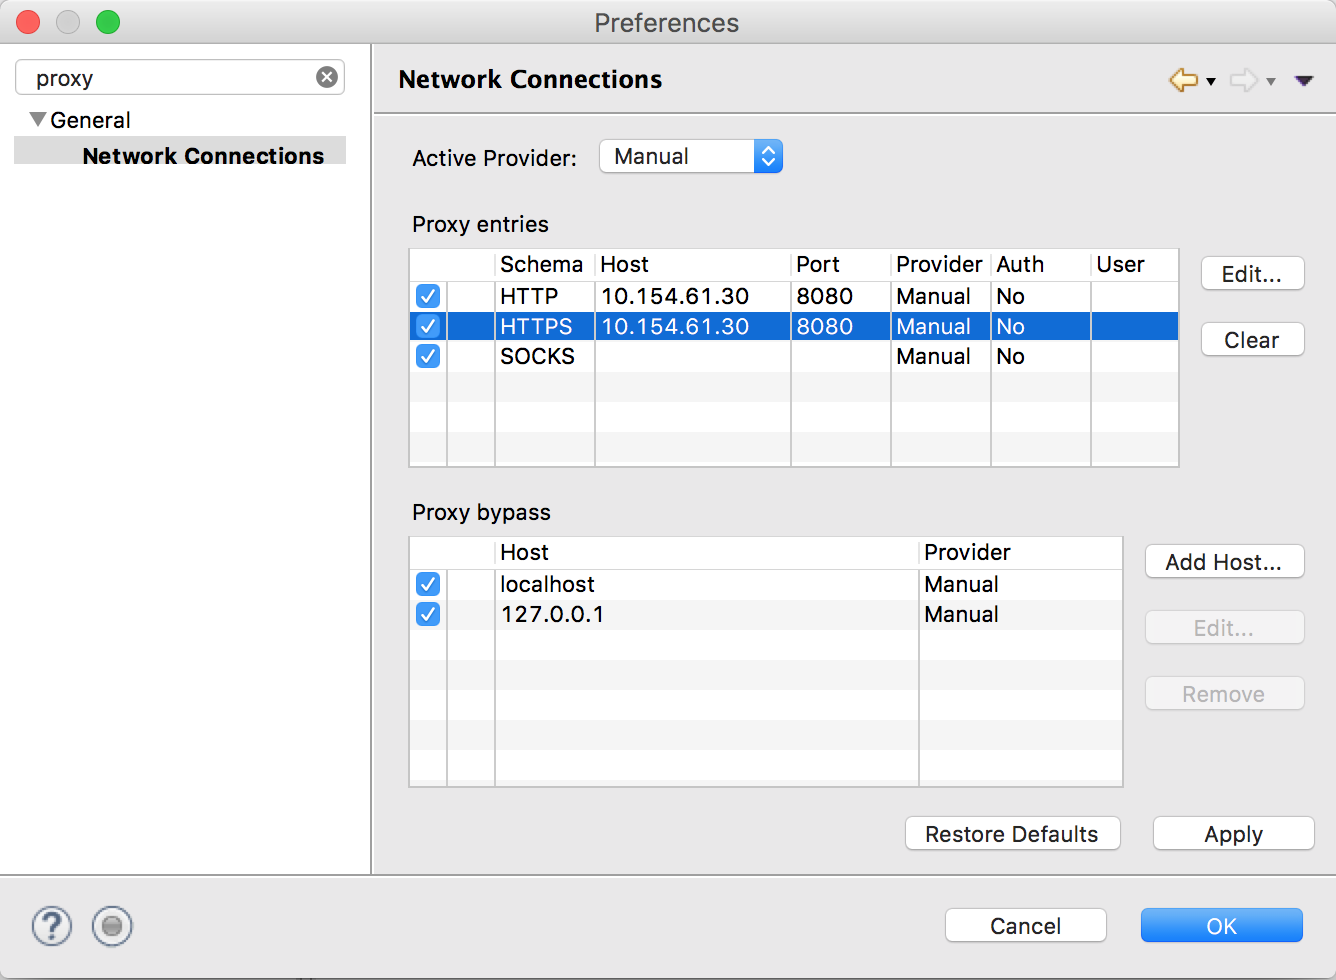 Preferences
proxy
General
Network Connections
Network Connections
Active Provider: Manual
Proxy entries
Schema Host Port Provider Auth User
HTTP 10.154.61.30 8080 Manual No
HTTPS 10.154.61.30 8080 Manual No
SOCKS Manual No
Edit...
Clear
Proxy bypass
Host Provider
localhost Manual
127.0.0.1 Manual
Add Host...
Edit...
Remove
Restore Defaults Apply
? Cancel OK